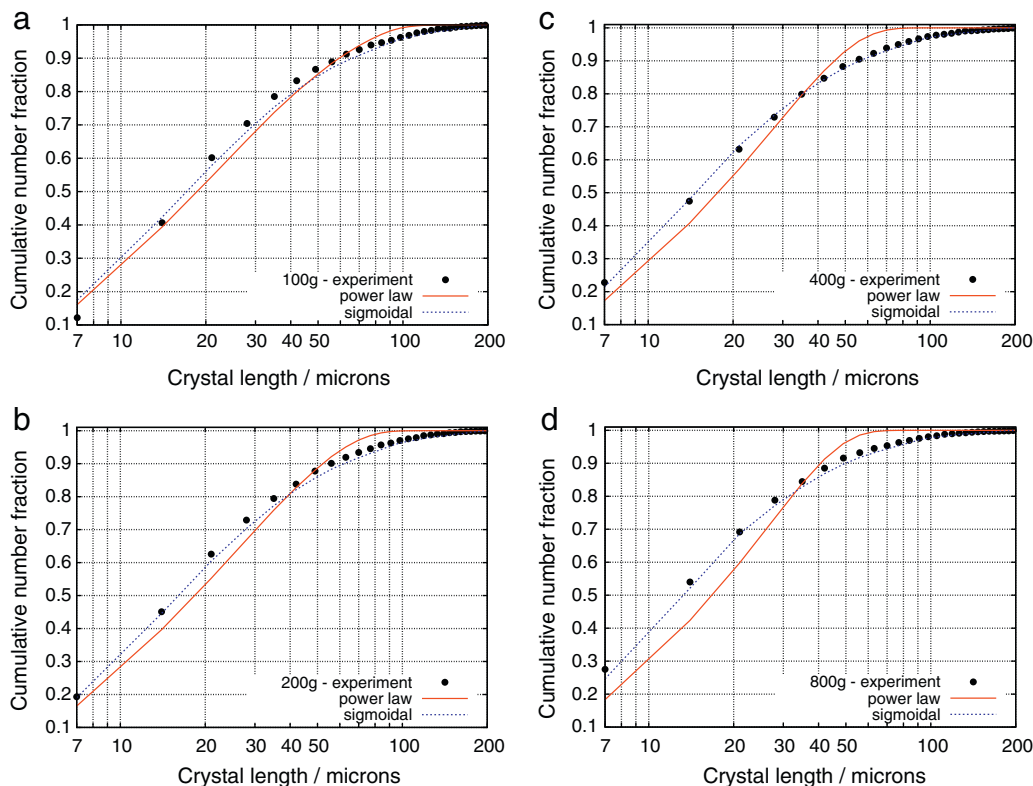 a
1
0.9
0.8
0.7
0.6
0.5
0.4
0.3
0.2
0.1
Cumulative number fraction
100g - experiment
power law
sigmoidal
7 10 20 30 40 50 100 200
Crystal length / microns
b
1
0.9
0.8
0.7
0.6
0.5
0.4
0.3
0.2
0.1
Cumulative number fraction
200g - experiment
power law
sigmoidal
7 10 20 30 40 50 100 200
Crystal length / microns
c
1
0.9
0.8
0.7
0.6
0.5
0.4
0.3
0.2
0.1
Cumulative number fraction
400g - experiment
power law
sigmoidal
7 10 20 30 40 50 100 200
Crystal length / microns
d
1
0.9
0.8
0.7
0.6
0.5
0.4
0.3
0.2
0.1
Cumulative number fraction
800g - experiment
power law
sigmoidal
7 10 20 30 40 50 100 200
Crystal length / microns